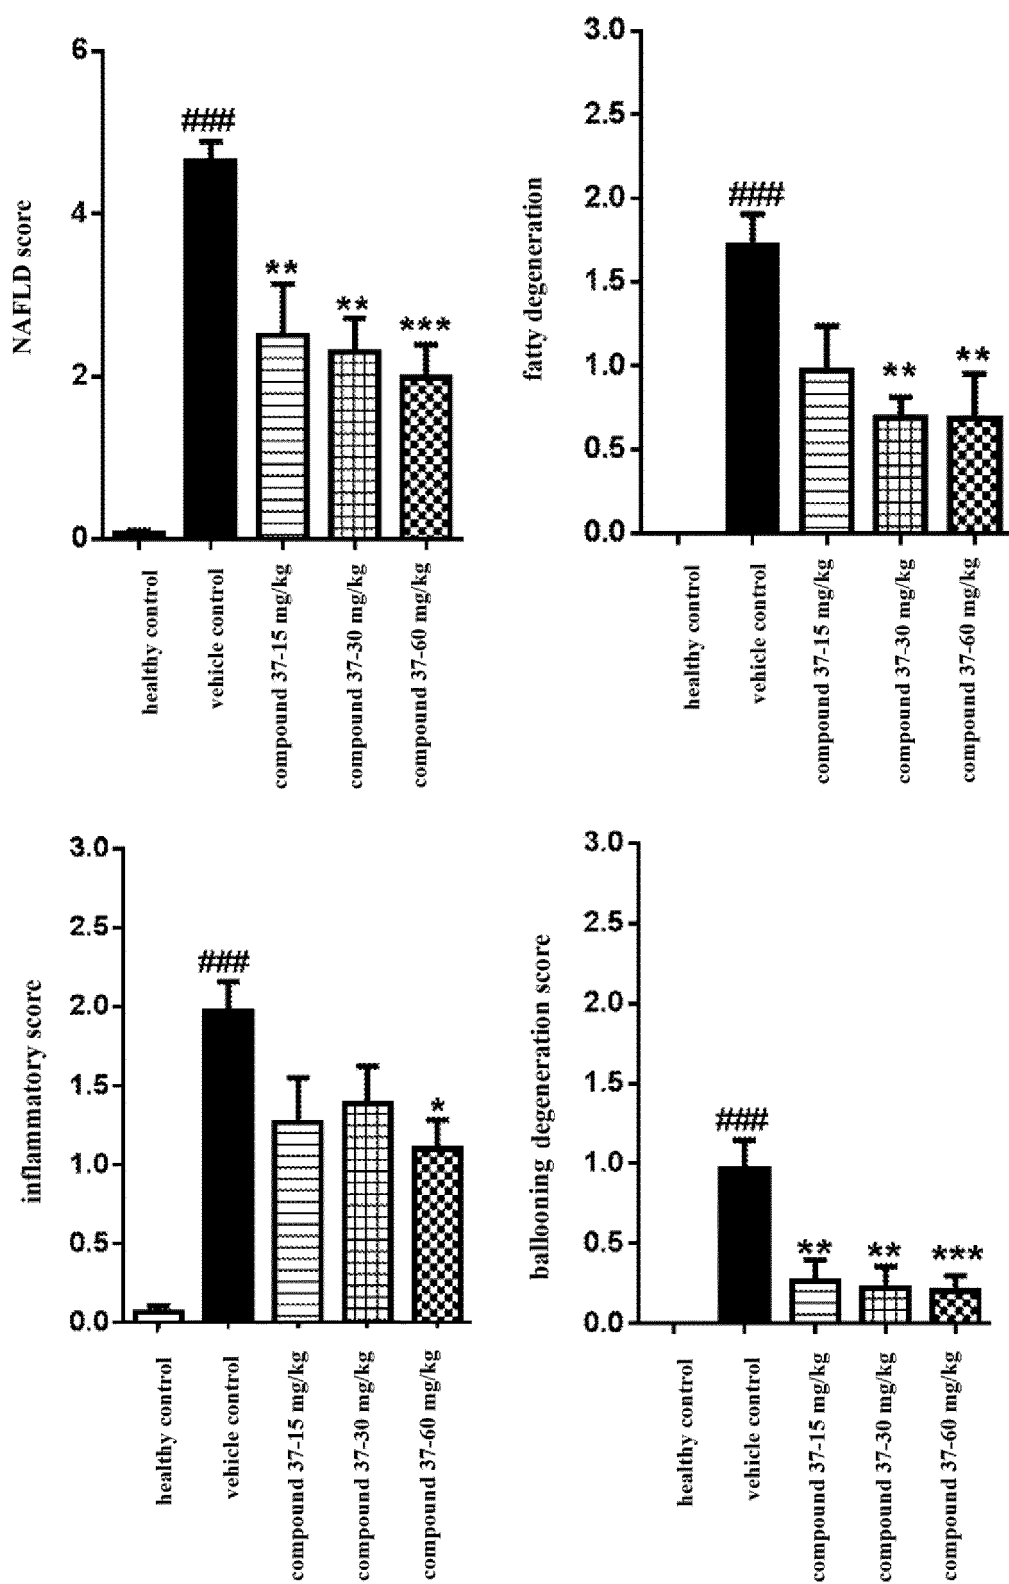 NAFLD score
6
4
2
0
###
**
**
***
healthy control
vehicle control
compound 37-15 mg/kg
compound 37-30 mg/kg
compound 37-60 mg/kg
fatty degeneration
3.0
2.5
2.0
1.5
1.0
0.5
0.0
###
**
**
healthy control
vehicle control
compound 37-15 mg/kg
compound 37-30 mg/kg
compound 37-60 mg/kg
inflammatory score
3.0
2.5
2.0
1.5
1.0
0.5
0.0
###
*
healthy control
vehicle control
compound 37-15 mg/kg
compound 37-30 mg/kg
compound 37-60 mg/kg
ballooning degeneration score
3.0
2.5
2.0
1.5
1.0
0.5
0.0
###
**
**
***
healthy control
vehicle control
compound 37-15 mg/kg
compound 37-30 mg/kg
compound 37-60 mg/kg